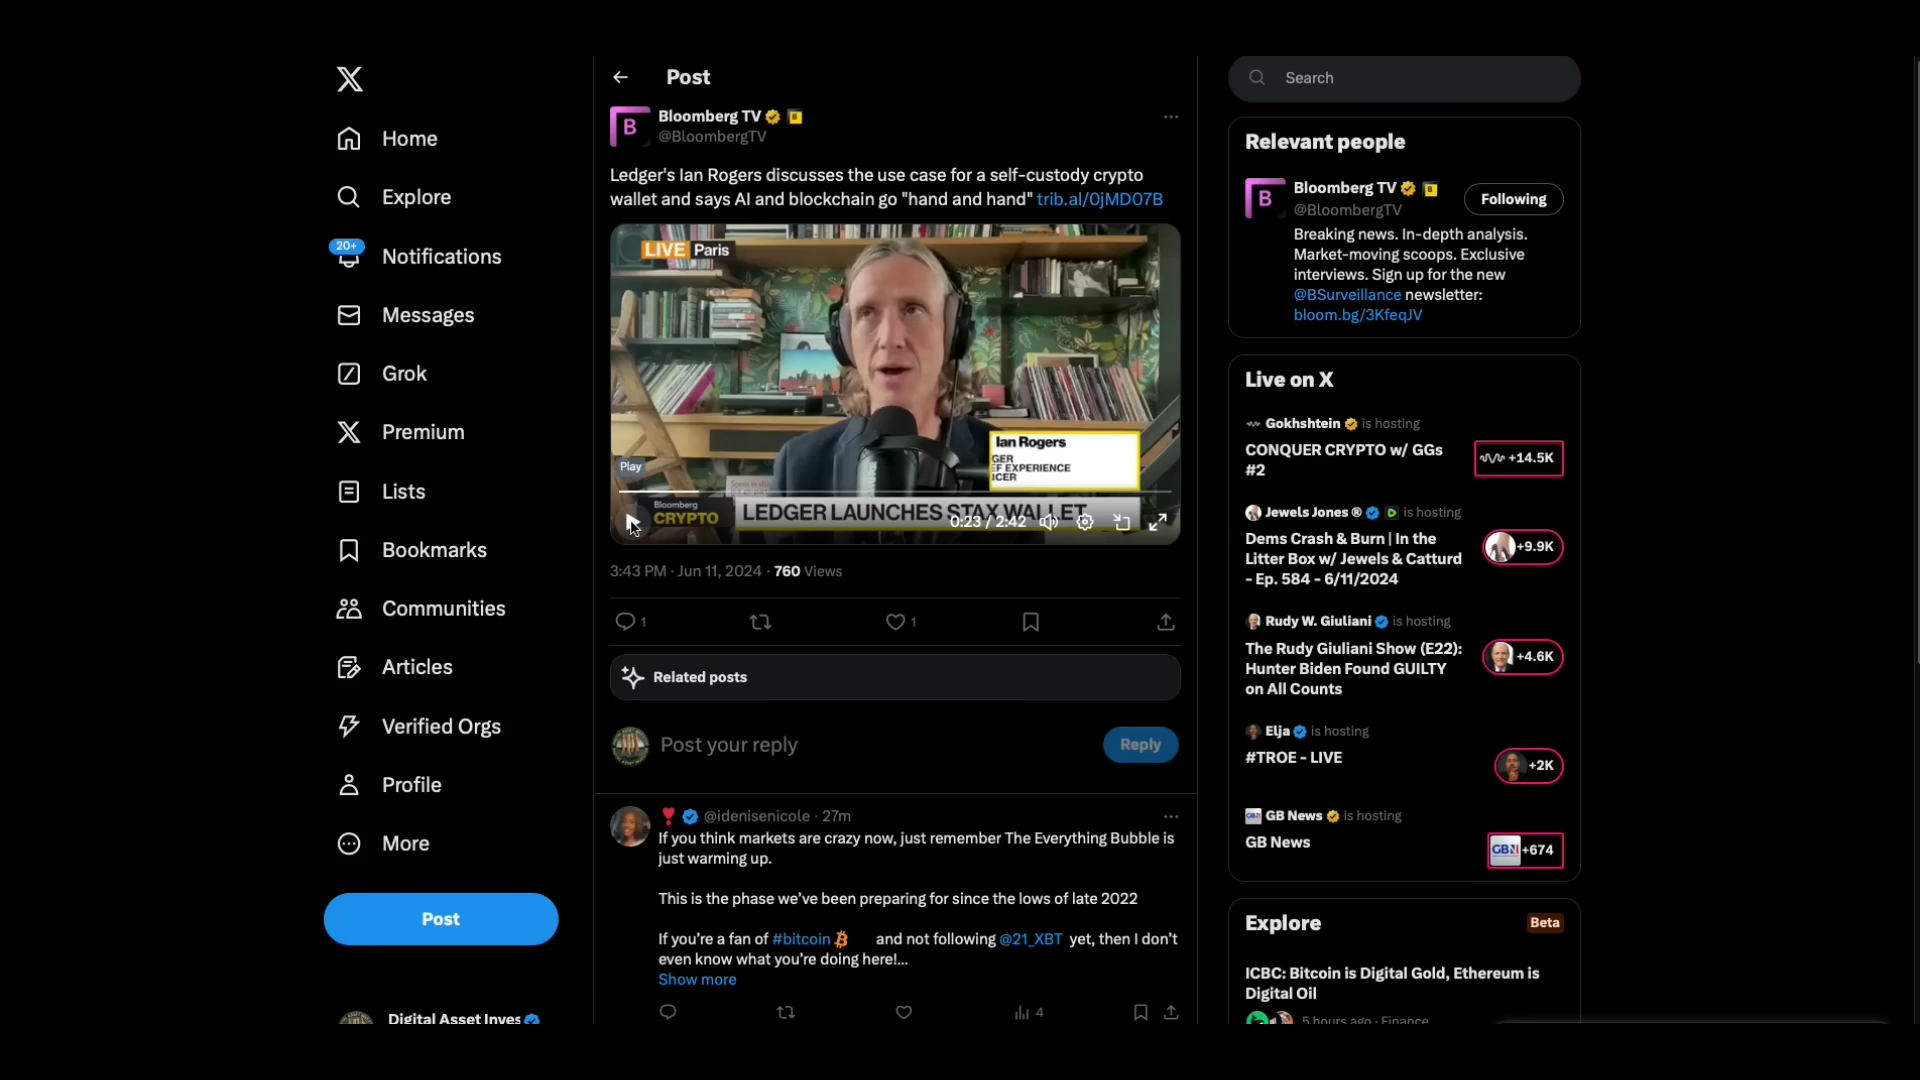 Home
Explore
20+
Notifications
Messages
Grok
Premium
Lists
Bookmarks
Communities
Articles
Verified Orgs
Profile
More
Post
Digital Asset Inves
Post
Bloomberg TV
@BloombergTV
Ledger's Ian Rogers discusses the use case for a self-custody crypto
wallet and says AI and blockchain go "hand and hand" trib.al/0jMD07B
LIVE Paris
Ian Rogers
GER
EF EXPERIENCE
ICER
Play
Bloomberg
CRYPTO
LEDGER LAUNCHES STAX WALLET
0:23 / 2:42
3:43 PM · Jun 11, 2024 · 760 Views
1
1
Related posts
Post your reply
Reply
@idenisenicole · 27m
If you think markets are crazy now, just remember The Everything Bubble is
just warming up.
This is the phase we’ve been preparing for since the lows of late 2022
If you’re a fan of #bitcoin and not following @21_XBT yet, then I don’t
even know what you’re doing here!...
Show more
4
Search
Relevant people
Bloomberg TV
@BloombergTV
Following
Breaking news. In-depth analysis.
Market-moving scoops. Exclusive
interviews. Sign up for the new
@BSurveillance newsletter:
bloom.bg/3KfeqJV
Live on X
Gokhshtein is hosting
CONQUER CRYPTO w/ GGs
#2
+14.5K
Jewels Jones ® is hosting
Dems Crash & Burn | In the
Litter Box w/ Jewels & Catturd
- Ep. 584 - 6/11/2024
+9.9K
Rudy W. Giuliani is hosting
The Rudy Giuliani Show (E22):
Hunter Biden Found GUILTY
on All Counts
+4.6K
Elja is hosting
#TROE - LIVE
+2K
GB News is hosting
GB News
GBN +674
Explore
Beta
ICBC: Bitcoin is Digital Gold, Ethereum is
Digital Oil
5 hours ago · Finance